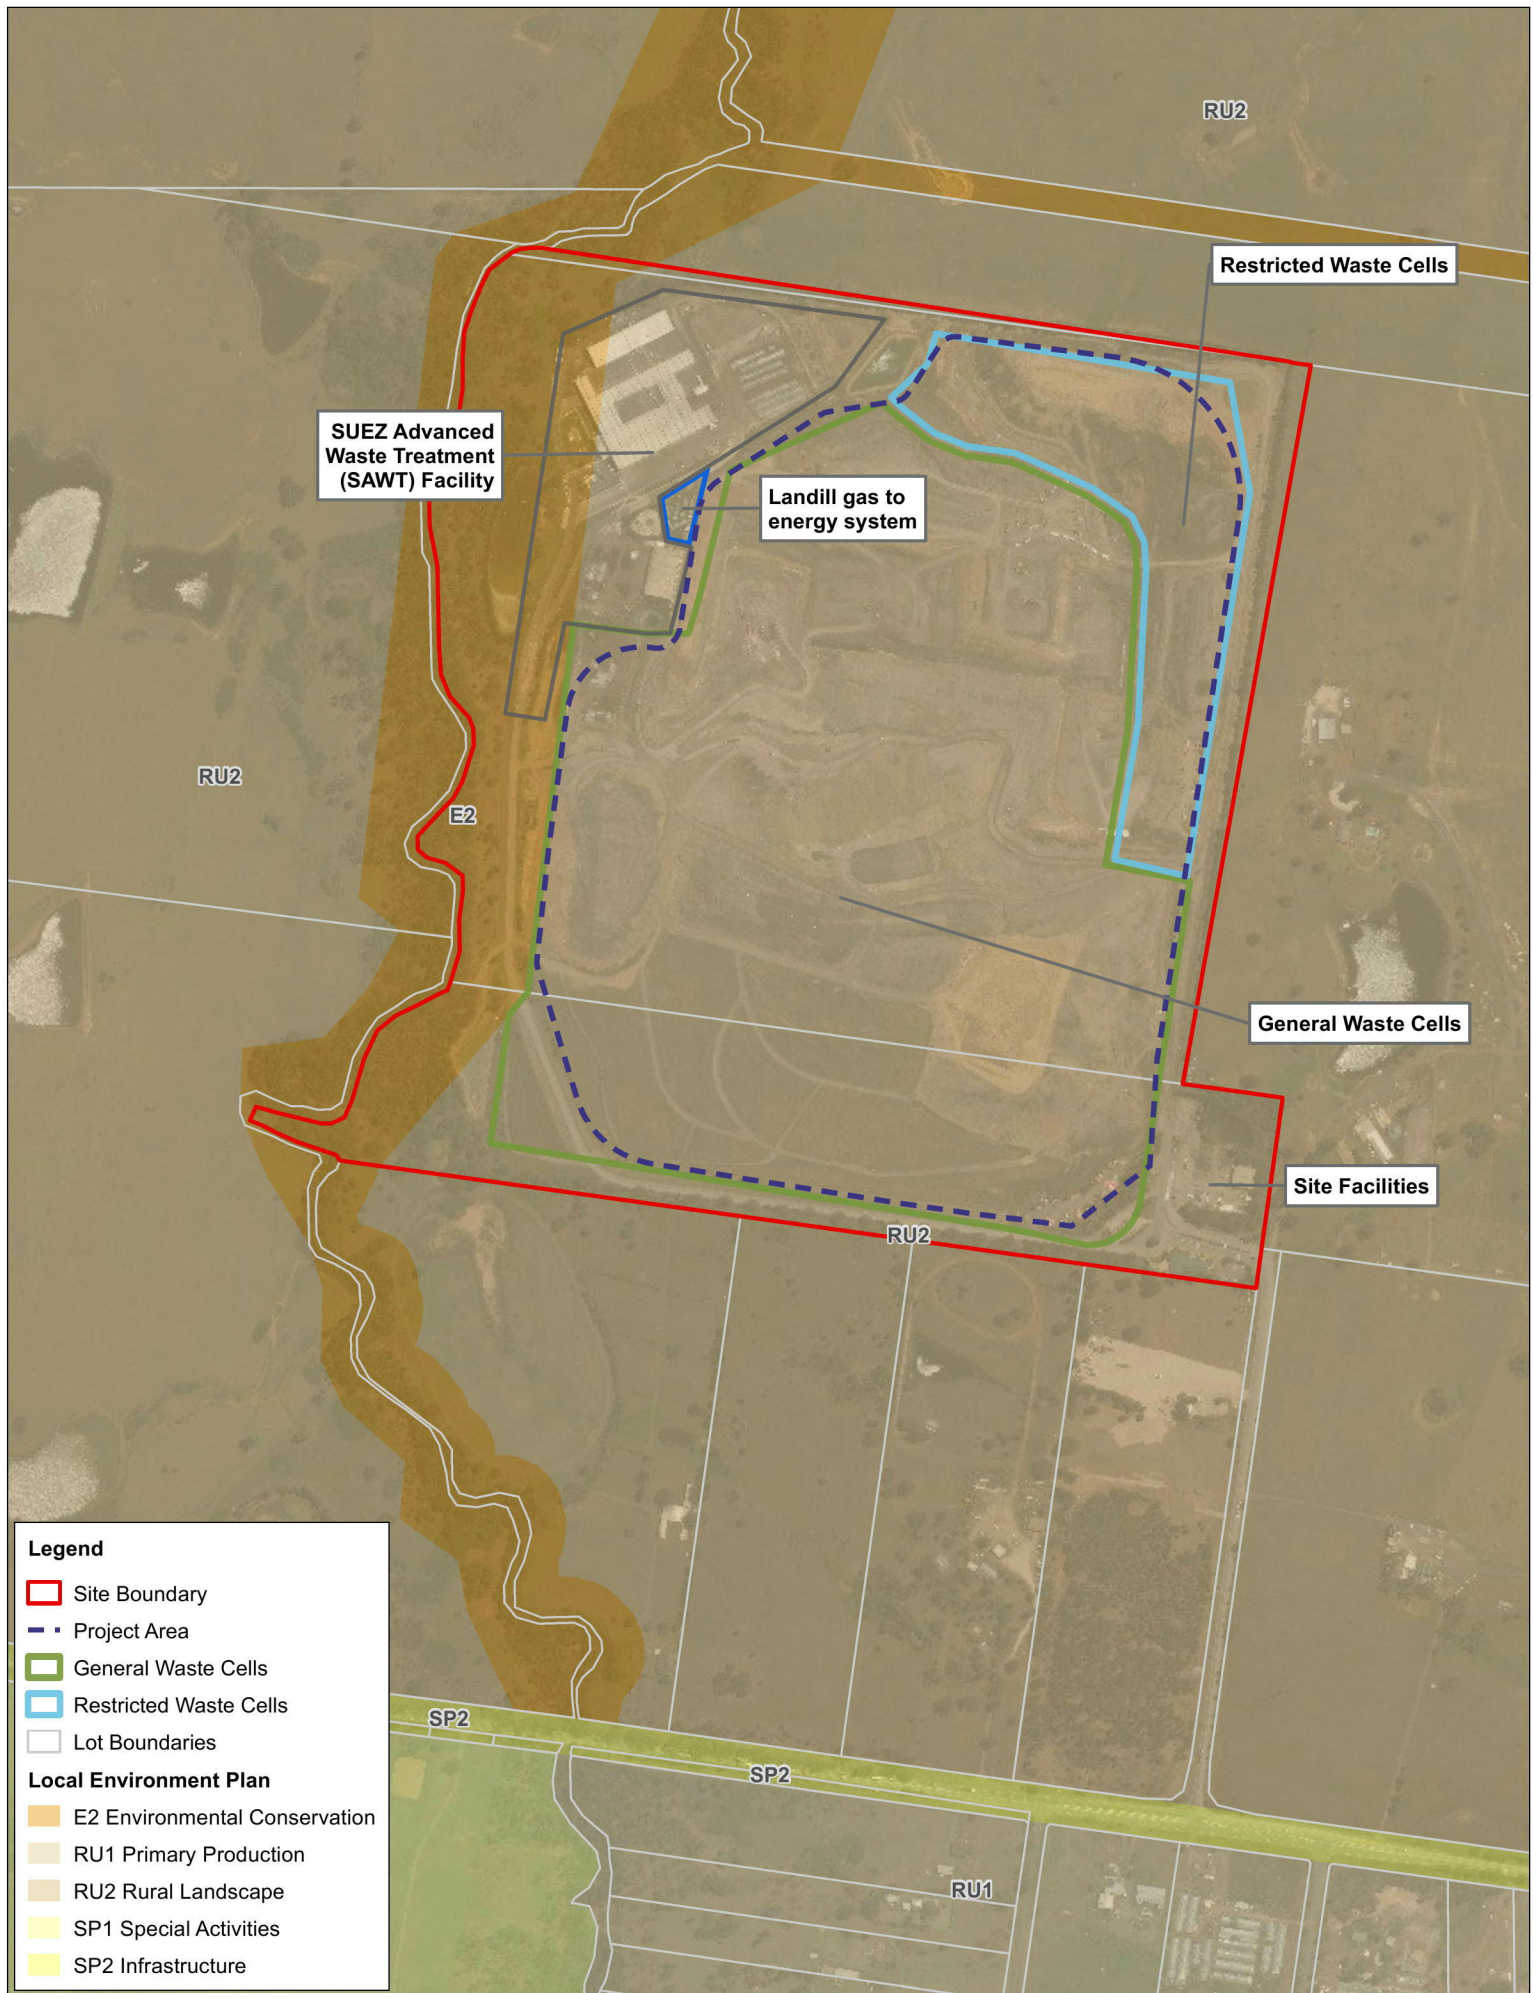 RU2
Restricted Waste Cells
SUEZ Advanced
Waste Treatment
(SAWT) Facility
Landill gas to
energy system
RU2
E2
General Waste Cells
Site Facilities
RU2
Legend
Site Boundary
Project Area
General Waste Cells
Restricted Waste Cells
Lot Boundaries
Local Environment Plan
E2 Environmental Conservation
RU1 Primary Production
RU2 Rural Landscape
SP1 Special Activities
SP2 Infrastructure
SP2
SP2
RU1